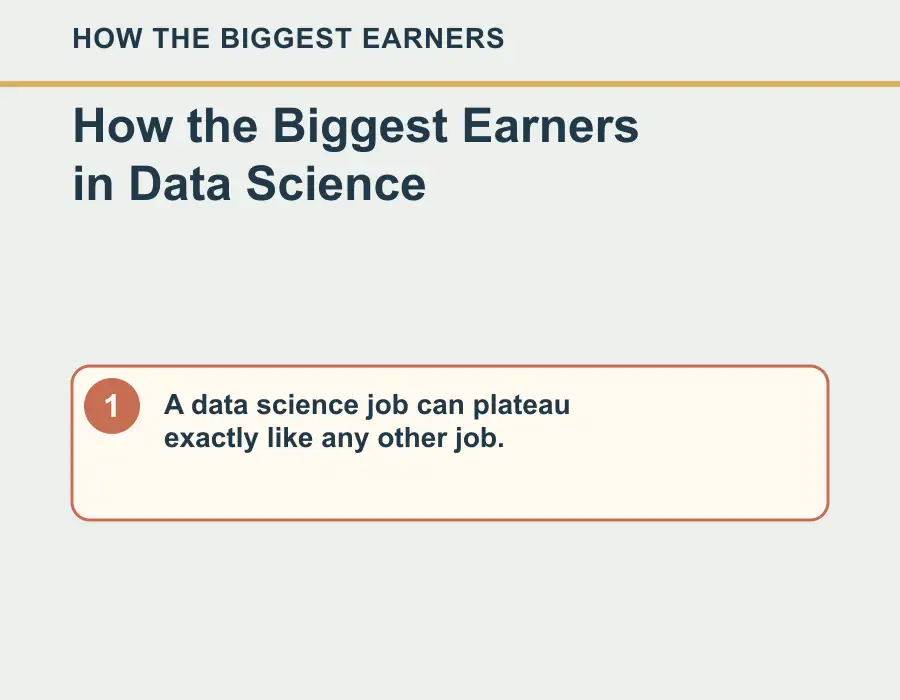 HOW THE BIGGEST EARNERS
How the Biggest Earners
in Data Science
1
A data science job can plateau
exactly like any other job.